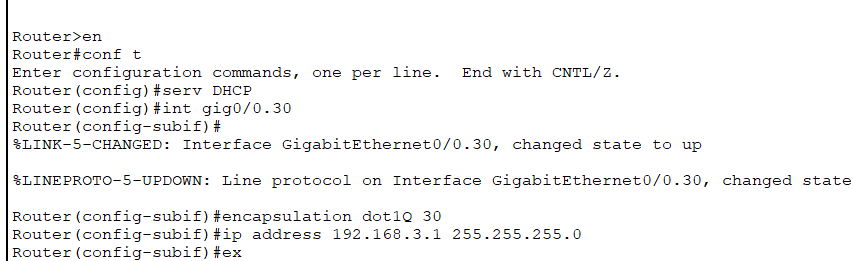 Router>en
Router#conf t
Enter configuration commands, one per line.  End with CNTL/Z.
Router(config)#serv DHCP
Router(config)#int gig0/0.30
Router(config-subif)#
%LINK-5-CHANGED: Interface GigabitEthernet0/0.30, changed state to up
%LINEPROTO-5-UPDOWN: Line protocol on Interface GigabitEthernet0/0.30, changed state
Router(config-subif)#encapsulation dot1Q 30
Router(config-subif)#ip address 192.168.3.1 255.255.255.0
Router(config-subif)#ex